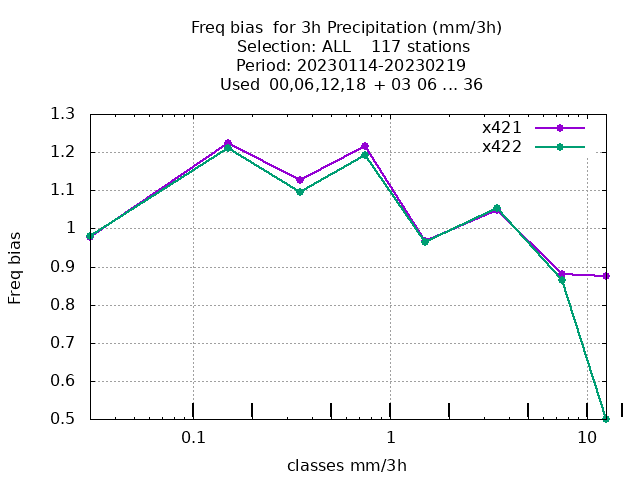 Freq bias  for 3h Precipitation (mm/3h)
Selection: ALL    117 stations
Period: 20230114-20230219
Used  00,06,12,18  + 03 06 ... 36
x421
x422
1.3
1.2
1.1
1
0.9
0.8
0.7
0.6
0.5
Freq bias
0.1 1 10
classes mm/3h